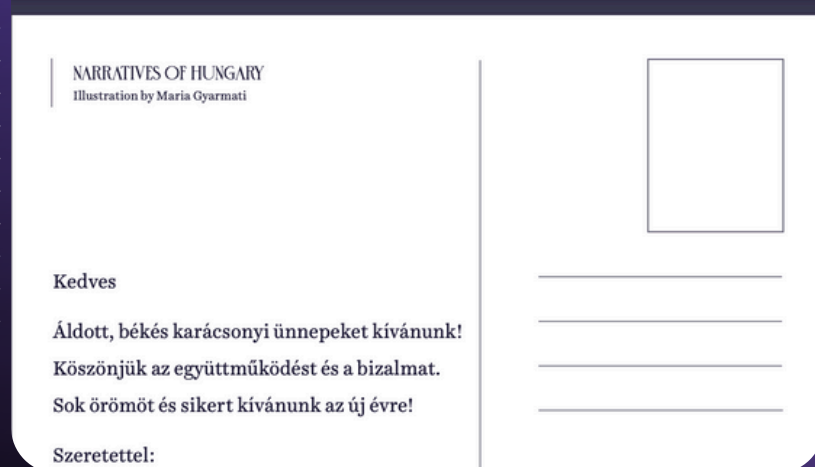 NARRATIVES OF HUNGARY
Illustration by Maria Gyarmati
Kedves
Áldott, békés karácsonyi ünnepeket kívánunk!
Köszönjük az együttműködést és a bizalmat.
Sok örömöt és sikert kívánunk az új évre!
Szeretettel: